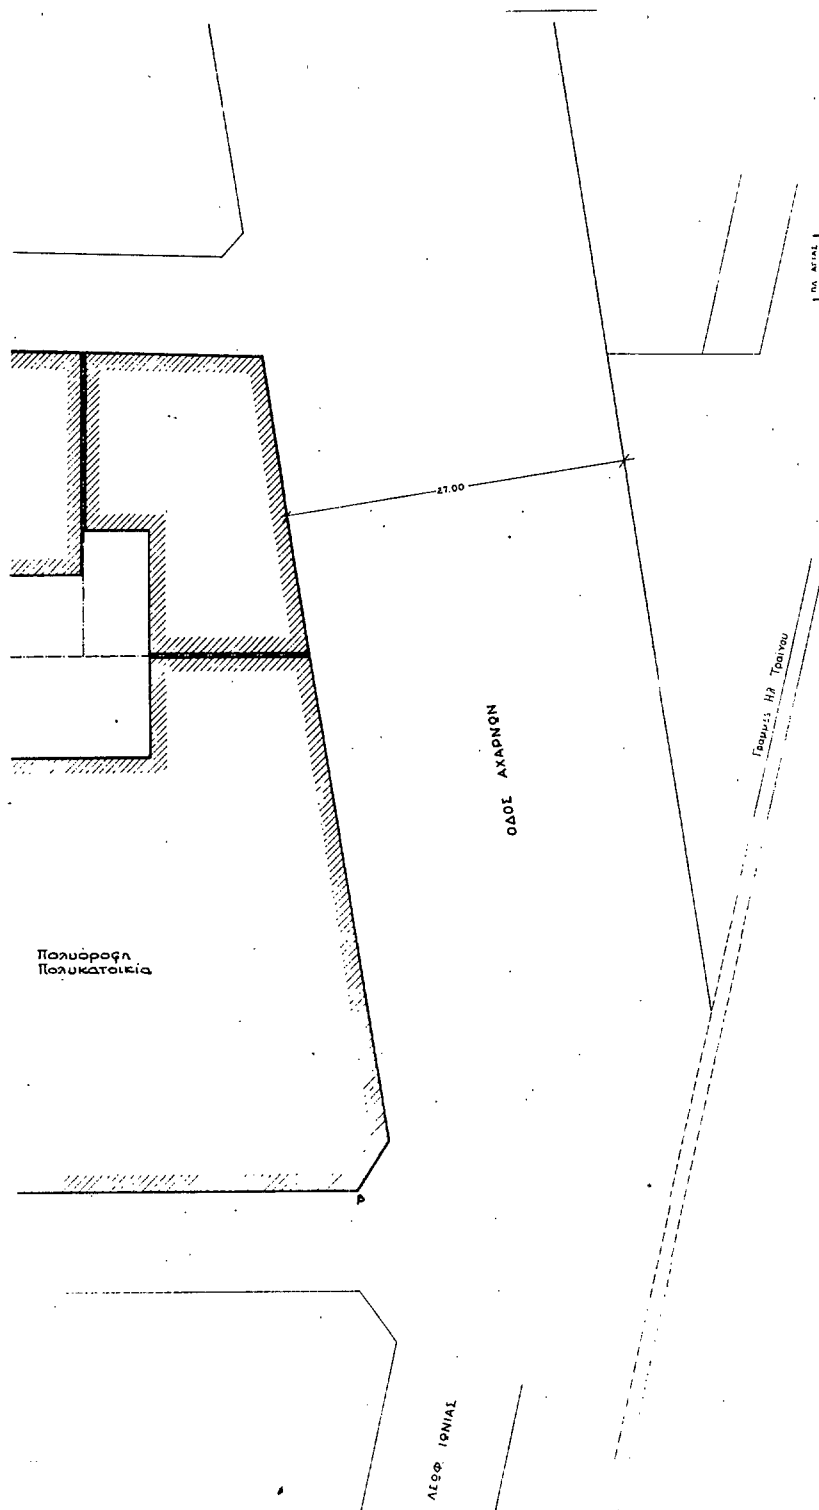 27.00
Γραμμές Ηλ Τραίνου
ΟΔΟΣ ΑΧΑΡΝΩΝ
Πολυόροφη
Πολυκατοικία
β
ΛΕΩΦ. ΙΩΝΙΑΣ